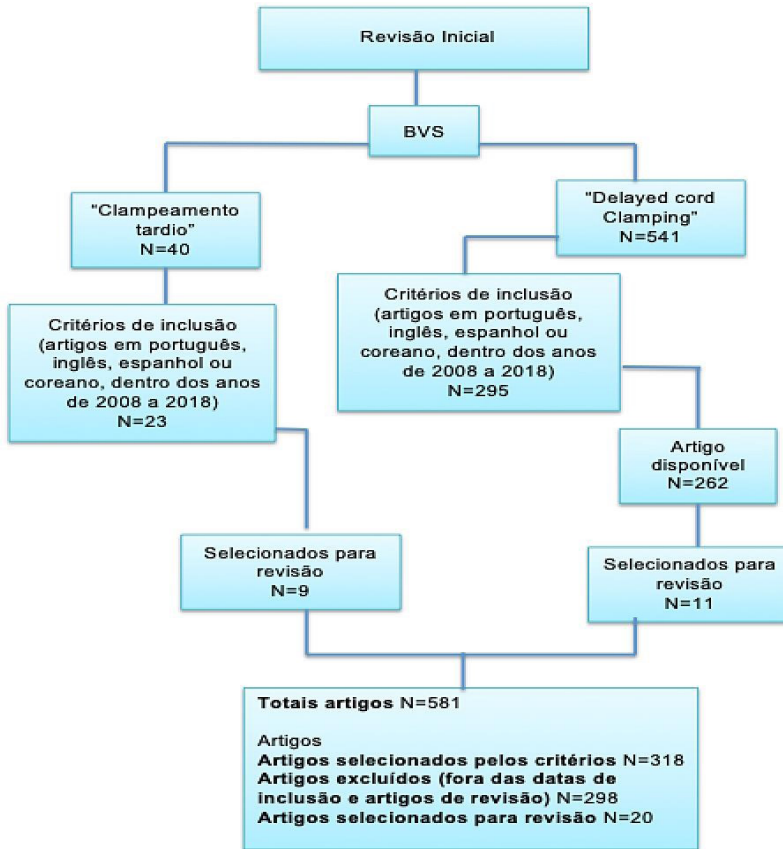 Revisão Inicial
BVS
"Clampeamento
tardio"
N=40
"Delayed cord
Clamping"
N=541
Critérios de inclusão
(artigos em português,
inglês, espanhol ou
coreano, dentro dos anos
de 2008 a 2018)
N=23
Critérios de inclusão
(artigos em português,
inglês, espanhol ou
coreano, dentro dos anos
de 2008 a 2018)
N=295
Artigo
disponível
N=262
Selecionados para
revisão
N=9
Selecionados para
revisão
N=11
Totais artigos N=581
Artigos
Artigos selecionados pelos critérios N=318
Artigos excluídos (fora das datas de
inclusão e artigos de revisão) N=298
Artigos selecionados para revisão N=20